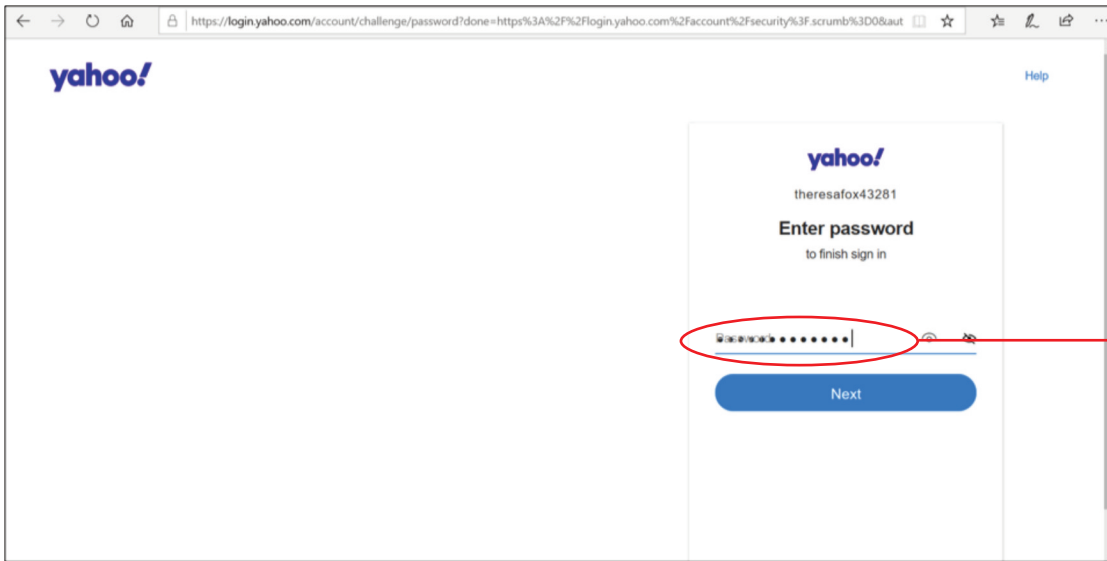 https://login.yahoo.com/account/challenge/password?done=https%3A%2F%2Flogin.yahoo.com%2Faccount%2Fsecurity%3F.scrumb%3D0&aut
yahoo!
Help
yahoo!
theresafox43281
Enter password
to finish sign in
Password
Next